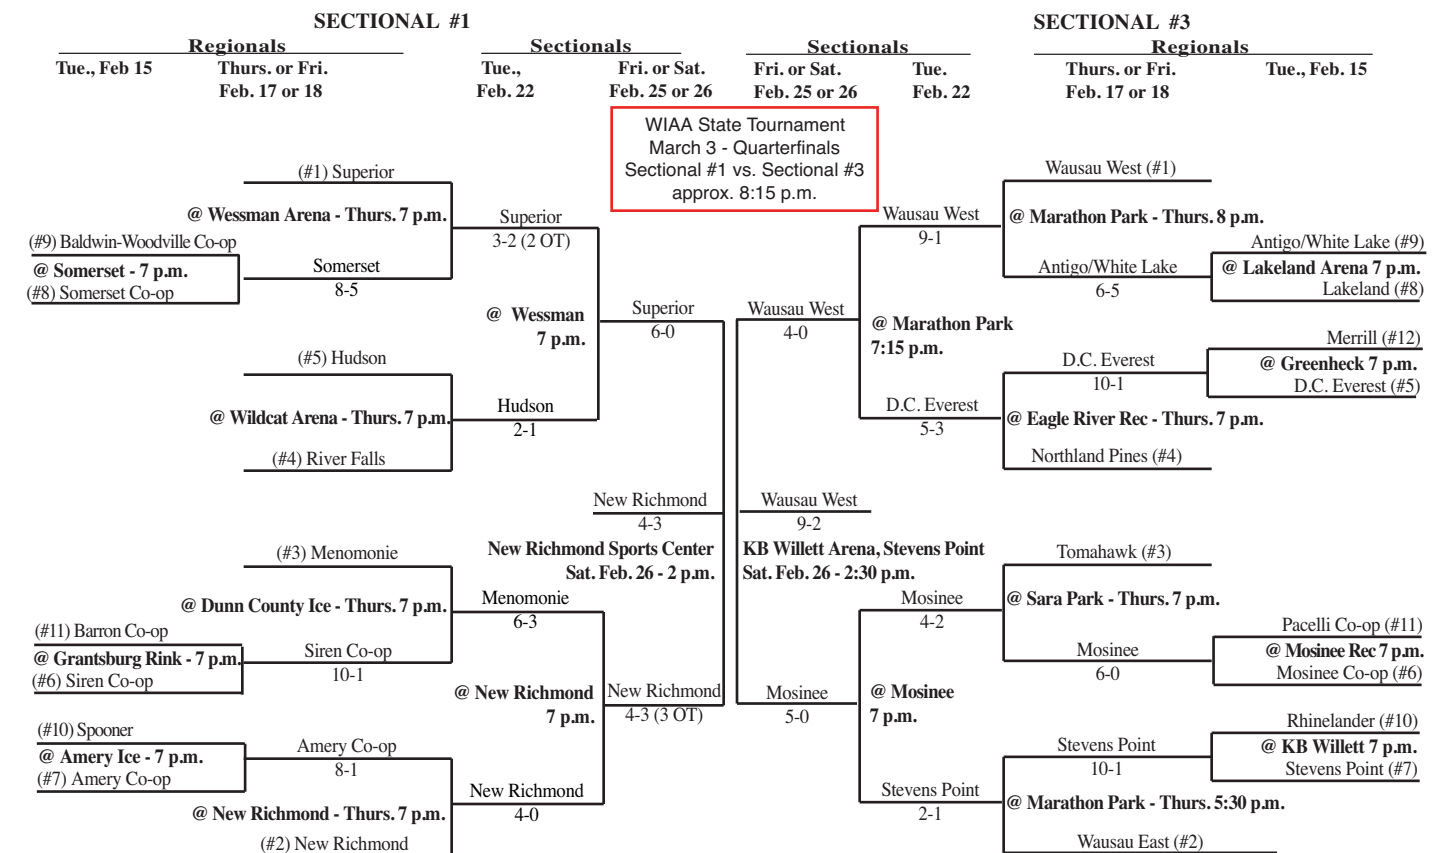 SECTIONAL #1
SECTIONAL #3
Regionals
Sectionals
Sectionals
Regionals
Tue., Feb 15
Thurs. or Fri.
Feb. 17 or 18
Tue.,
Feb. 22
Fri. or Sat.
Feb. 25 or 26
Fri. or Sat.
Feb. 25 or 26
Tue.
Feb. 22
Thurs. or Fri.
Feb. 17 or 18
Tue., Feb. 15
WIAA State Tournament
March 3 - Quarterfinals
Sectional #1 vs. Sectional #3
approx. 8:15 p.m.
(#1) Superior
@ Wessman Arena - Thurs. 7 p.m.
(#9) Baldwin-Woodville Co-op
@ Somerset - 7 p.m.
(#8) Somerset Co-op
Somerset
8-5
Superior
3-2 (2 OT)
@ Wessman
7 p.m.
Superior
6-0
(#5) Hudson
@ Wildcat Arena - Thurs. 7 p.m.
(#4) River Falls
Hudson
2-1
New Richmond
4-3
New Richmond Sports Center
Sat. Feb. 26 - 2 p.m.
(#3) Menomonie
@ Dunn County Ice - Thurs. 7 p.m.
(#11) Barron Co-op
@ Grantsburg Rink - 7 p.m.
(#6) Siren Co-op
Siren Co-op
10-1
Menomonie
6-3
@ New Richmond
7 p.m.
New Richmond
4-3 (3 OT)
(#10) Spooner
@ Amery Ice - 7 p.m.
(#7) Amery Co-op
Amery Co-op
8-1
@ New Richmond - Thurs. 7 p.m.
(#2) New Richmond
New Richmond
4-0
Wausau West (#1)
@ Marathon Park - Thurs. 8 p.m.
Antigo/White Lake (#9)
@ Lakeland Arena 7 p.m.
Lakeland (#8)
Antigo/White Lake
6-5
Wausau West
9-1
Wausau West
4-0
@ Marathon Park
7:15 p.m.
Merrill (#12)
@ Greenheck 7 p.m.
D.C. Everest (#5)
D.C. Everest
10-1
@ Eagle River Rec - Thurs. 7 p.m.
Northland Pines (#4)
D.C. Everest
5-3
Wausau West
9-2
KB Willett Arena, Stevens Point
Sat. Feb. 26 - 2:30 p.m.
Tomahawk (#3)
@ Sara Park - Thurs. 7 p.m.
Pacelli Co-op (#11)
@ Mosinee Rec 7 p.m.
Mosinee Co-op (#6)
Mosinee
6-0
Mosinee
4-2
Mosinee
5-0
@ Mosinee
7 p.m.
Rhinelander (#10)
@ KB Willett 7 p.m.
Stevens Point (#7)
Stevens Point
10-1
@ Marathon Park - Thurs. 5:30 p.m.
Wausau East (#2)
Stevens Point
2-1